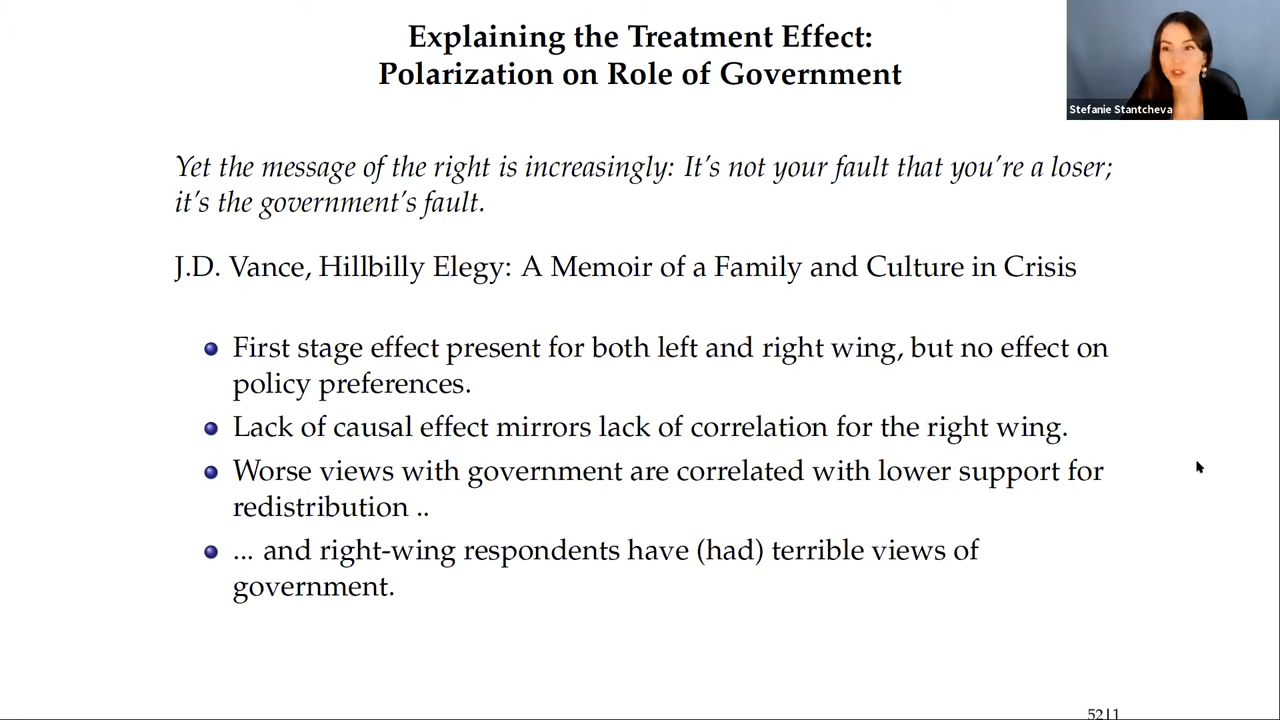 Explaining the Treatment Effect:
Polarization on Role of Government
Stefanie Stantcheva
Yet the message of the right is increasingly: It's not your fault that you're a loser;
it's the government's fault.
J.D. Vance, Hillbilly Elegy: A Memoir of a Family and Culture in Crisis
First stage effect present for both left and right wing, but no effect on
policy preferences.
Lack of causal effect mirrors lack of correlation for the right wing.
Worse views with government are correlated with lower support for
redistribution ..
... and right-wing respondents have (had) terrible views of
government.